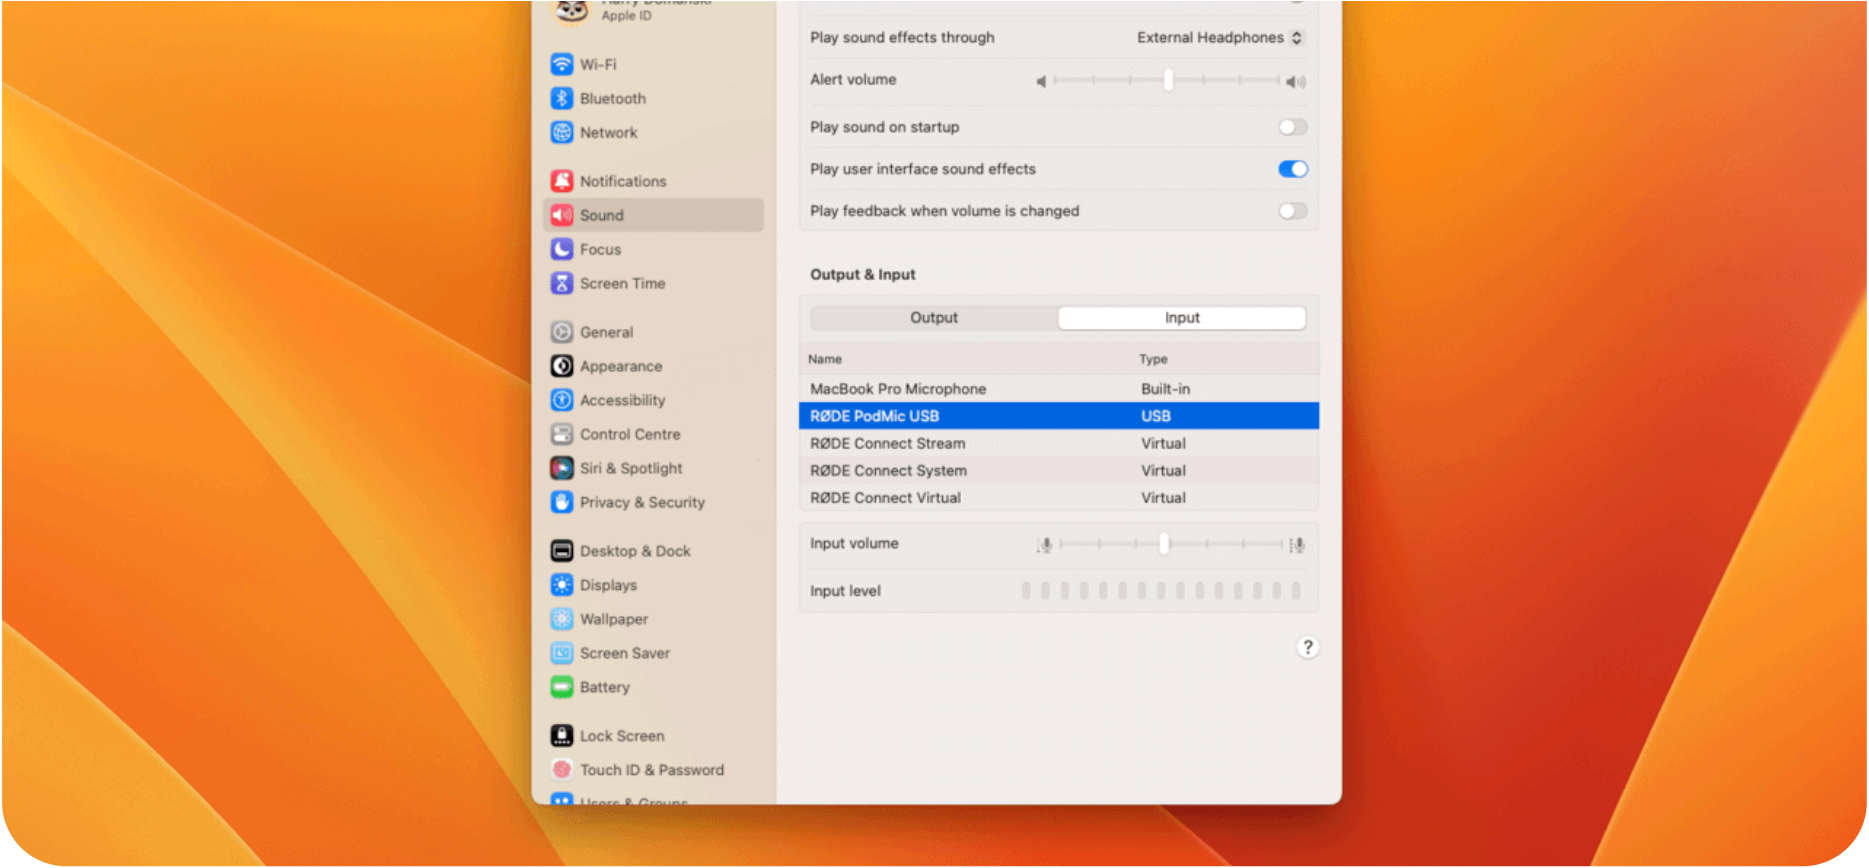 Harry Domanski
Apple ID
Wi-Fi
Bluetooth
Network
Notifications
Sound
Focus
Screen Time
General
Appearance
Accessibility
Control Centre
Siri & Spotlight
Privacy & Security
Desktop & Dock
Displays
Wallpaper
Screen Saver
Battery
Lock Screen
Touch ID & Password
Users & Groups
Play sound effects through External Headphones
Alert volume
Play sound on startup
Play user interface sound effects
Play feedback when volume is changed
Output & Input
Output Input
Name Type
MacBook Pro Microphone Built-in
RØDE PodMic USB USB
RØDE Connect Stream Virtual
RØDE Connect System Virtual
RØDE Connect Virtual Virtual
Input volume
Input level
?